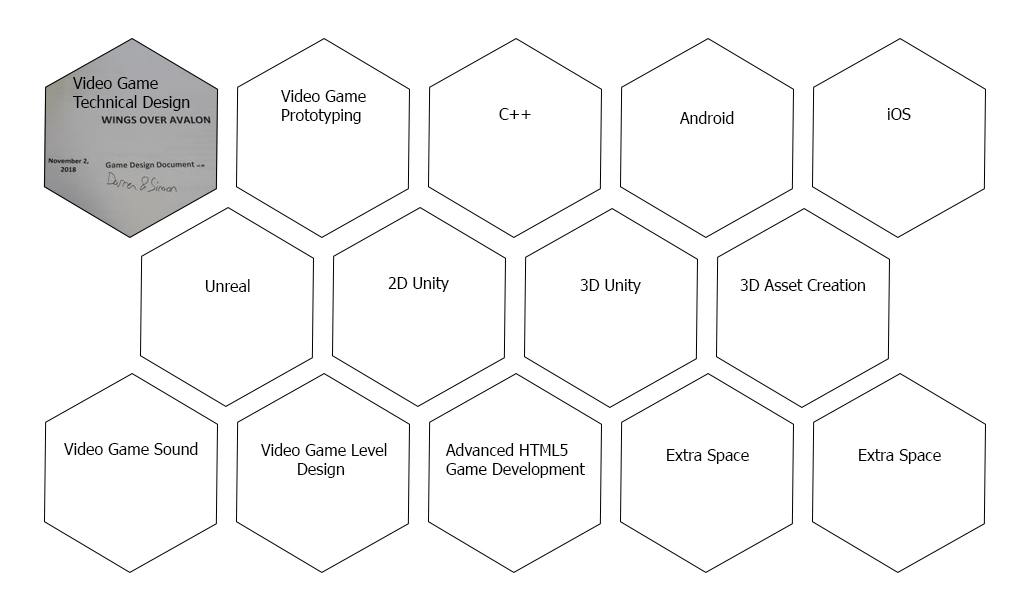 Video Game
Technical Design
WINGS OVER AVALON
November 2,
2018
Game Design Document
Darren & Simon
Video Game
Prototyping
C++
Android
iOS
Unreal
2D Unity
3D Unity
3D Asset Creation
Video Game Sound
Video Game Level
Design
Advanced HTML5
Game Development
Extra Space
Extra Space